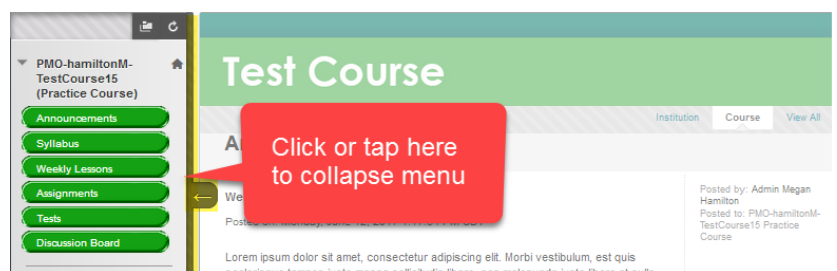 PMO-hamiltonM-
TestCourse15
(Practice Course)
Announcements
Syllabus
Weekly Lessons
Assignments
Tests
Discussion Board
Test Course
Institution Course View All
Click or tap here
to collapse menu
We
Posted by: Admin Megan
Hamilton
Posted to: PMO-hamiltonM-
TestCourse15 Practice
Course
Lorem ipsum dolor sit amet, consectetur adipiscing elit. Morbi vestibulum, est quis